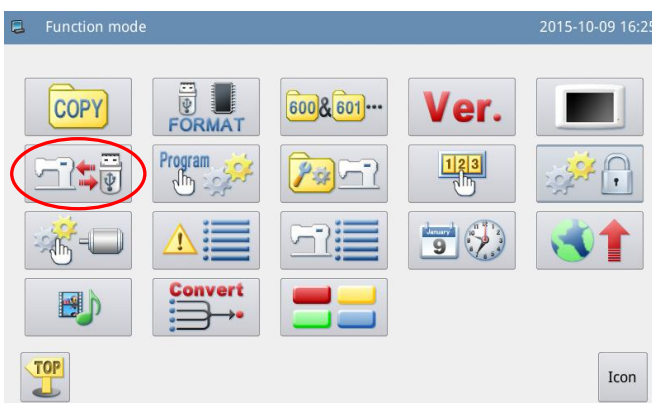 Function mode 2015-10-09 16:25
COPY FORMAT 600 & 601 ... Ver.
Program 1 2 3
January 9
Convert
TOP Icon